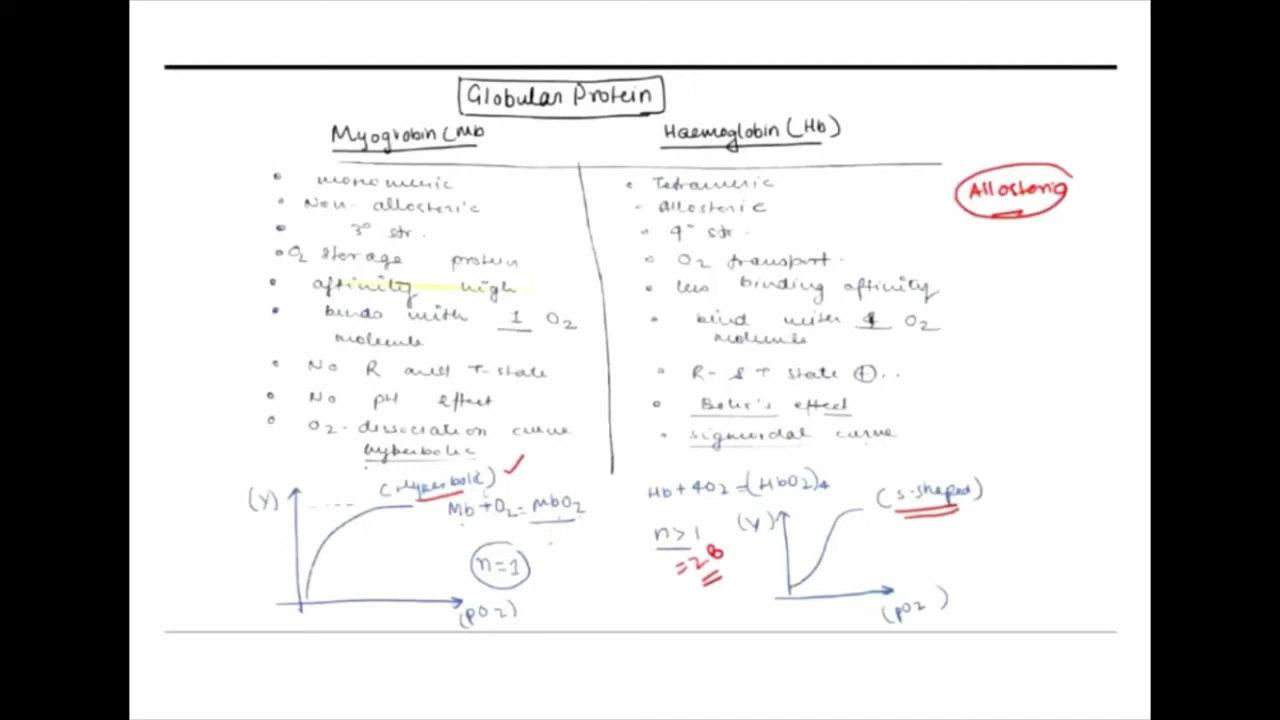 Globular Protein
Myogrobin (Mb
Haemoglobin (Hb)
Allosteric
• monomeric
• Non-allosteric
• 3° str.
• O2 storage protein
• affinity high
• binds with 1 O2
molecule
• No R and T-state
• No pH effect
• O2-dissociation curve
hyperbolic
• Tetrameric
• allosteric
• 4° str.
• O2 transport.
• less binding affinity
• bind with 4 O2
molecule
• R- & T state ⊕..
• Bohr's effect
• sigmoidal curve
(Y)
(Hyperbolic)
Mb + O2 = MbO2
n=1
(pO2)
Hb + 4O2 = (HbO2)4
n > 1
= 2.8
(Y)
(s-shaped)
(pO2)